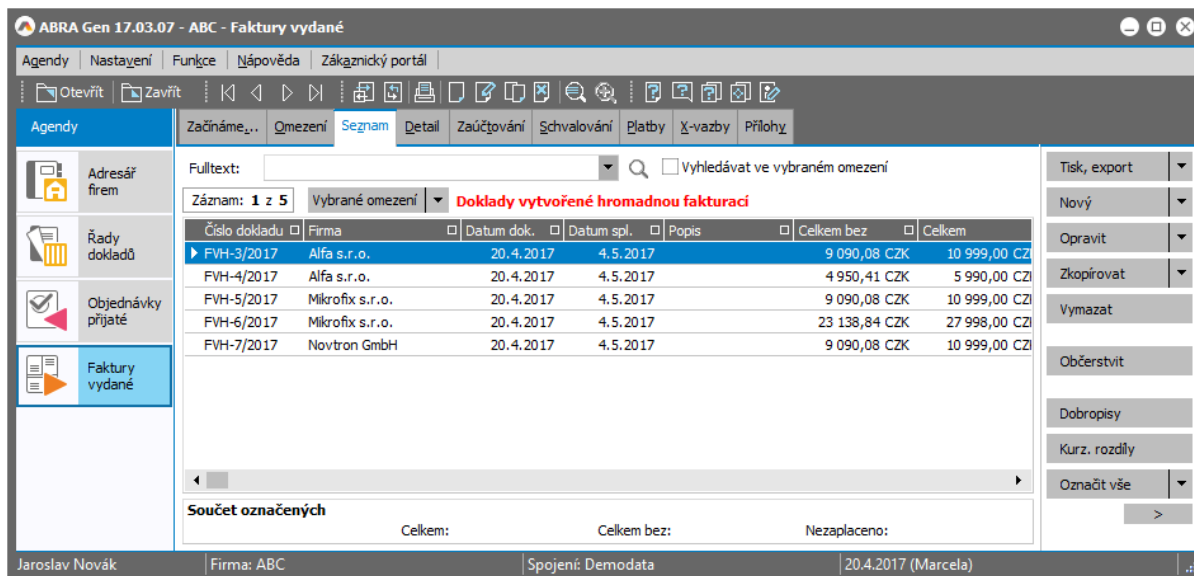 ABRA Gen 17.03.07 - ABC - Faktury vydané
Agendy Nastavení Funkce Nápověda Zákaznický portál
Otevřít Zavřít
Agendy
Začínáme... Omezení Seznam Detail Zaúčtování Schvalování Platby X-vazby Přílohy
Adresář
firem
Řady
dokladů
Objednávky
přijaté
Faktury
vydané
Fulltext: Vyhledávat ve vybraném omezení
Záznam: 1 z 5 Vybrané omezení Doklady vytvořené hromadnou fakturací
Číslo dokladu Firma Datum dok. Datum spl. Popis Celkem bez Celkem
FVH-3/2017 Alfa s.r.o. 20.4.2017 4.5.2017 9 090,08 CZK 10 999,00 CZ
FVH-4/2017 Alfa s.r.o. 20.4.2017 4.5.2017 4 950,41 CZK 5 990,00 CZ
FVH-5/2017 Mikrofix s.r.o. 20.4.2017 4.5.2017 9 090,08 CZK 10 999,00 CZ
FVH-6/2017 Mikrofix s.r.o. 20.4.2017 4.5.2017 23 138,84 CZK 27 998,00 CZ
FVH-7/2017 Novtron GmbH 20.4.2017 4.5.2017 9 090,08 CZK 10 999,00 CZ
Součet označených
Celkem: Celkem bez: Nezaplaceno:
Tisk, export
Nový
Opravit
Zkopírovat
Vymazat
Občerstvit
Dobropisy
Kurz. rozdíly
Označit vše
>
Jaroslav Novák Firma: ABC Spojení: Demodata 20.4.2017 (Marcela)